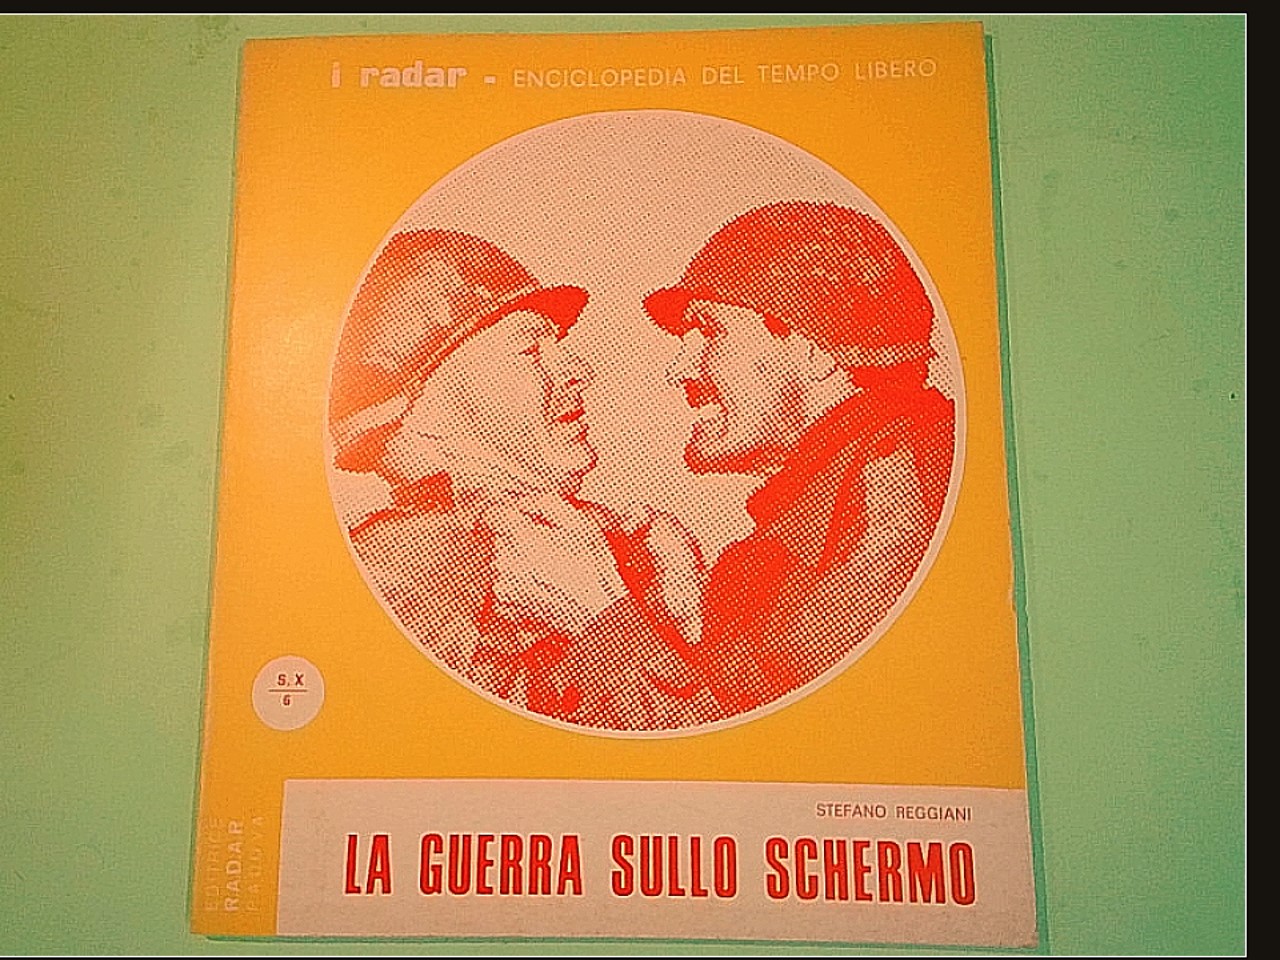 i radar - ENCICLOPEDIA DEL TEMPO LIBERO
S. X
6
EDITRICE
RADAR
PADOVA
STEFANO REGGIANI
LA GUERRA SULLO SCHERMO